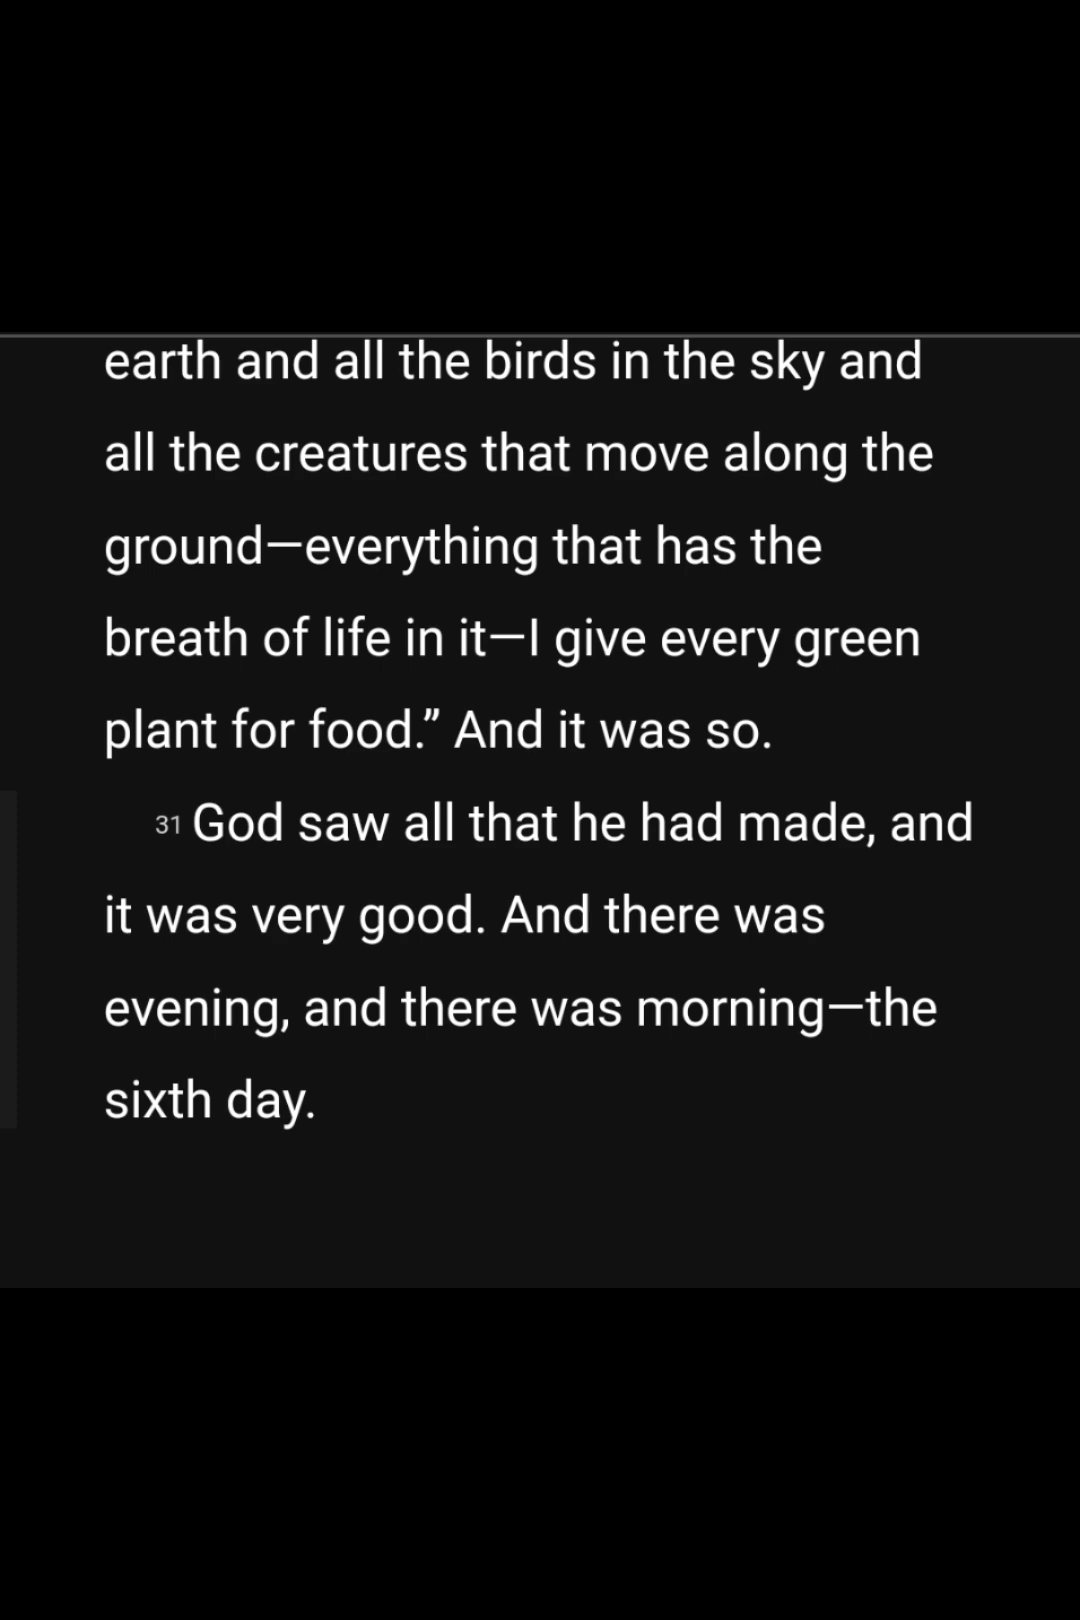 earth and all the birds in the sky and
all the creatures that move along the
ground—everything that has the
breath of life in it—I give every green
plant for food.” And it was so.
31 God saw all that he had made, and
it was very good. And there was
evening, and there was morning—the
sixth day.